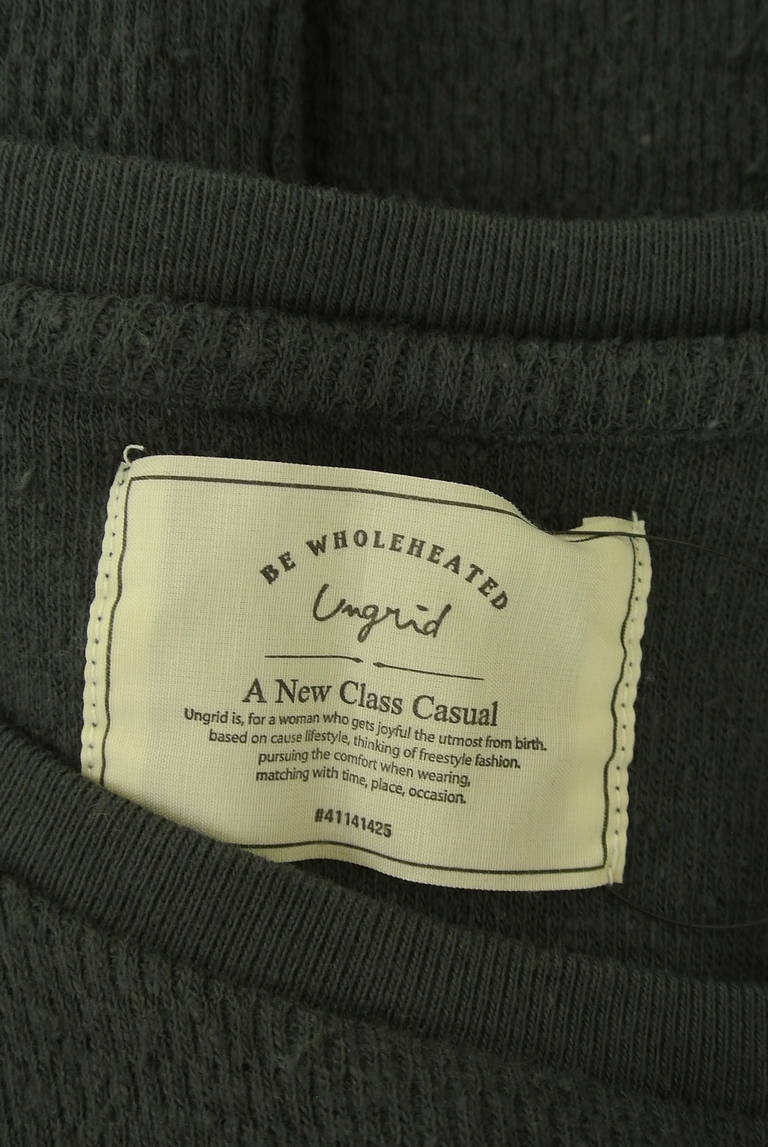 BE WHOLEHEATED
Ungrid
A New Class Casual
Ungrid is, for a woman who gets joyful the utmost from birth.
based on cause lifestyle, thinking of freestyle fashion.
pursuing the comfort when wearing,
matching with time, place, occasion.
#41141425